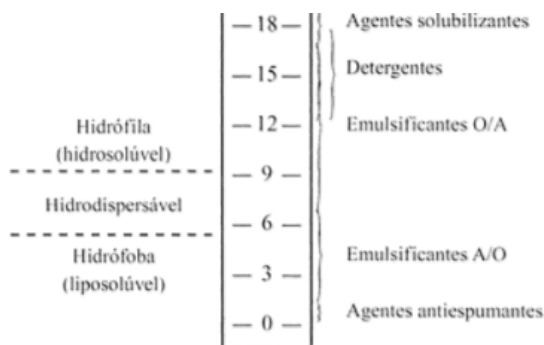 — 18 — Agentes solubilizantes
— 15 — Detergentes
Hidrófila
(hidrosolúvel)
— 12 — Emulsificantes O/A
— 9 —
Hidrodispersável
— 6 —
Hidrófoba
(liposolúvel)
Emulsificantes A/O
— 3 —
Agentes antiespumantes
— 0 —